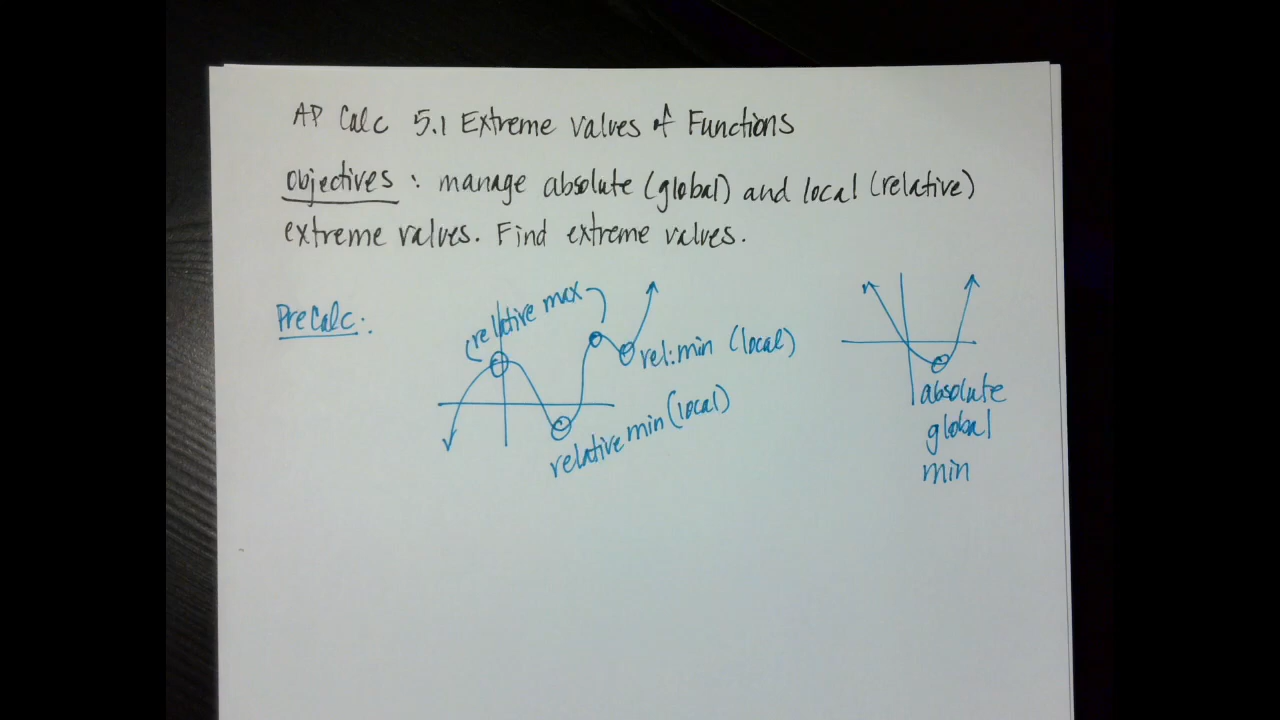 AP Calc 5.1 Extreme Values of Functions
Objectives: manage absolute (global) and local (relative)
extreme values. Find extreme values.
PreCalc:
relative max
rel. min (local)
relative min (local)
absolute
global
min